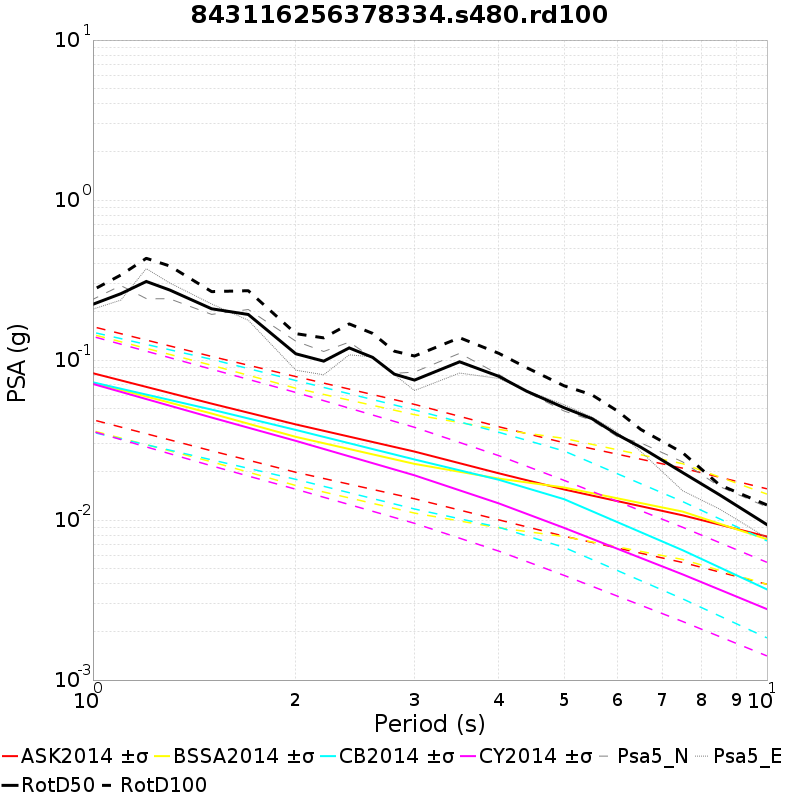 843116256378334.s480.rd100
10^1
10^0
10^-1
10^-2
10^-3
PSA (g)
10^0 2 3 4 5 6 7 8 9 10^1
Period (s)
ASK2014 ±σ BSSA2014 ±σ CB2014 ±σ CY2014 ±σ Psa5_N Psa5_E
RotD50 RotD100